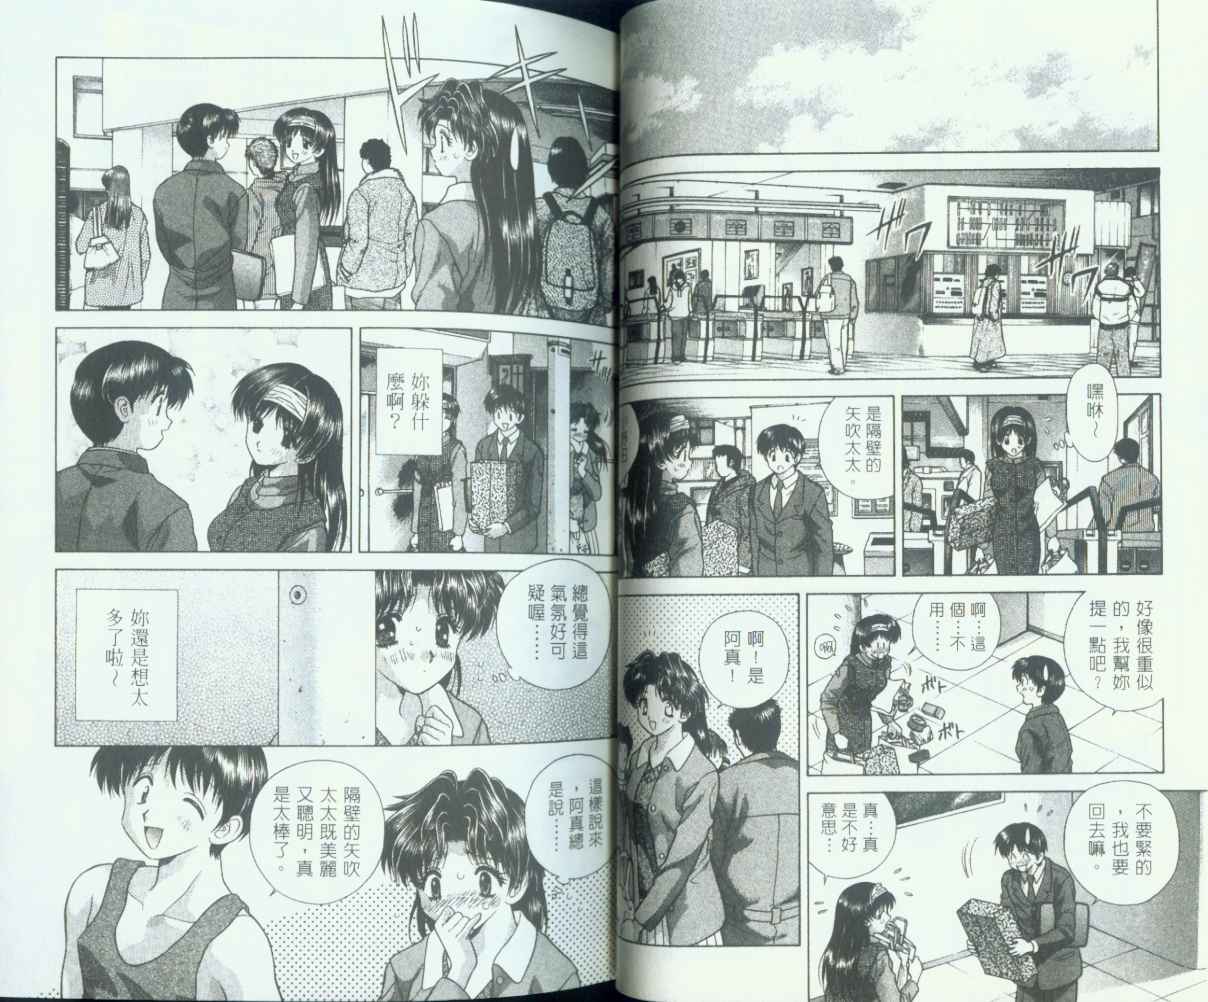 嘿咻～
是隔壁的
矢吹太太。
好像很重似
的，我幫妳
提一點吧？
啊…這
個…不
用……
啊
ボト
ボト
不要緊的
，我也要
回去嘛。
真…真
是不好
意思…
啊！是
阿真！
妳躲什
麼啊？
總覺得這
氣氛好可
疑喔……
妳還是想太
多了啦～
這樣說來
，阿真總
是說……
隔壁的矢吹
太太既美麗
又聰明，真
是太棒了。